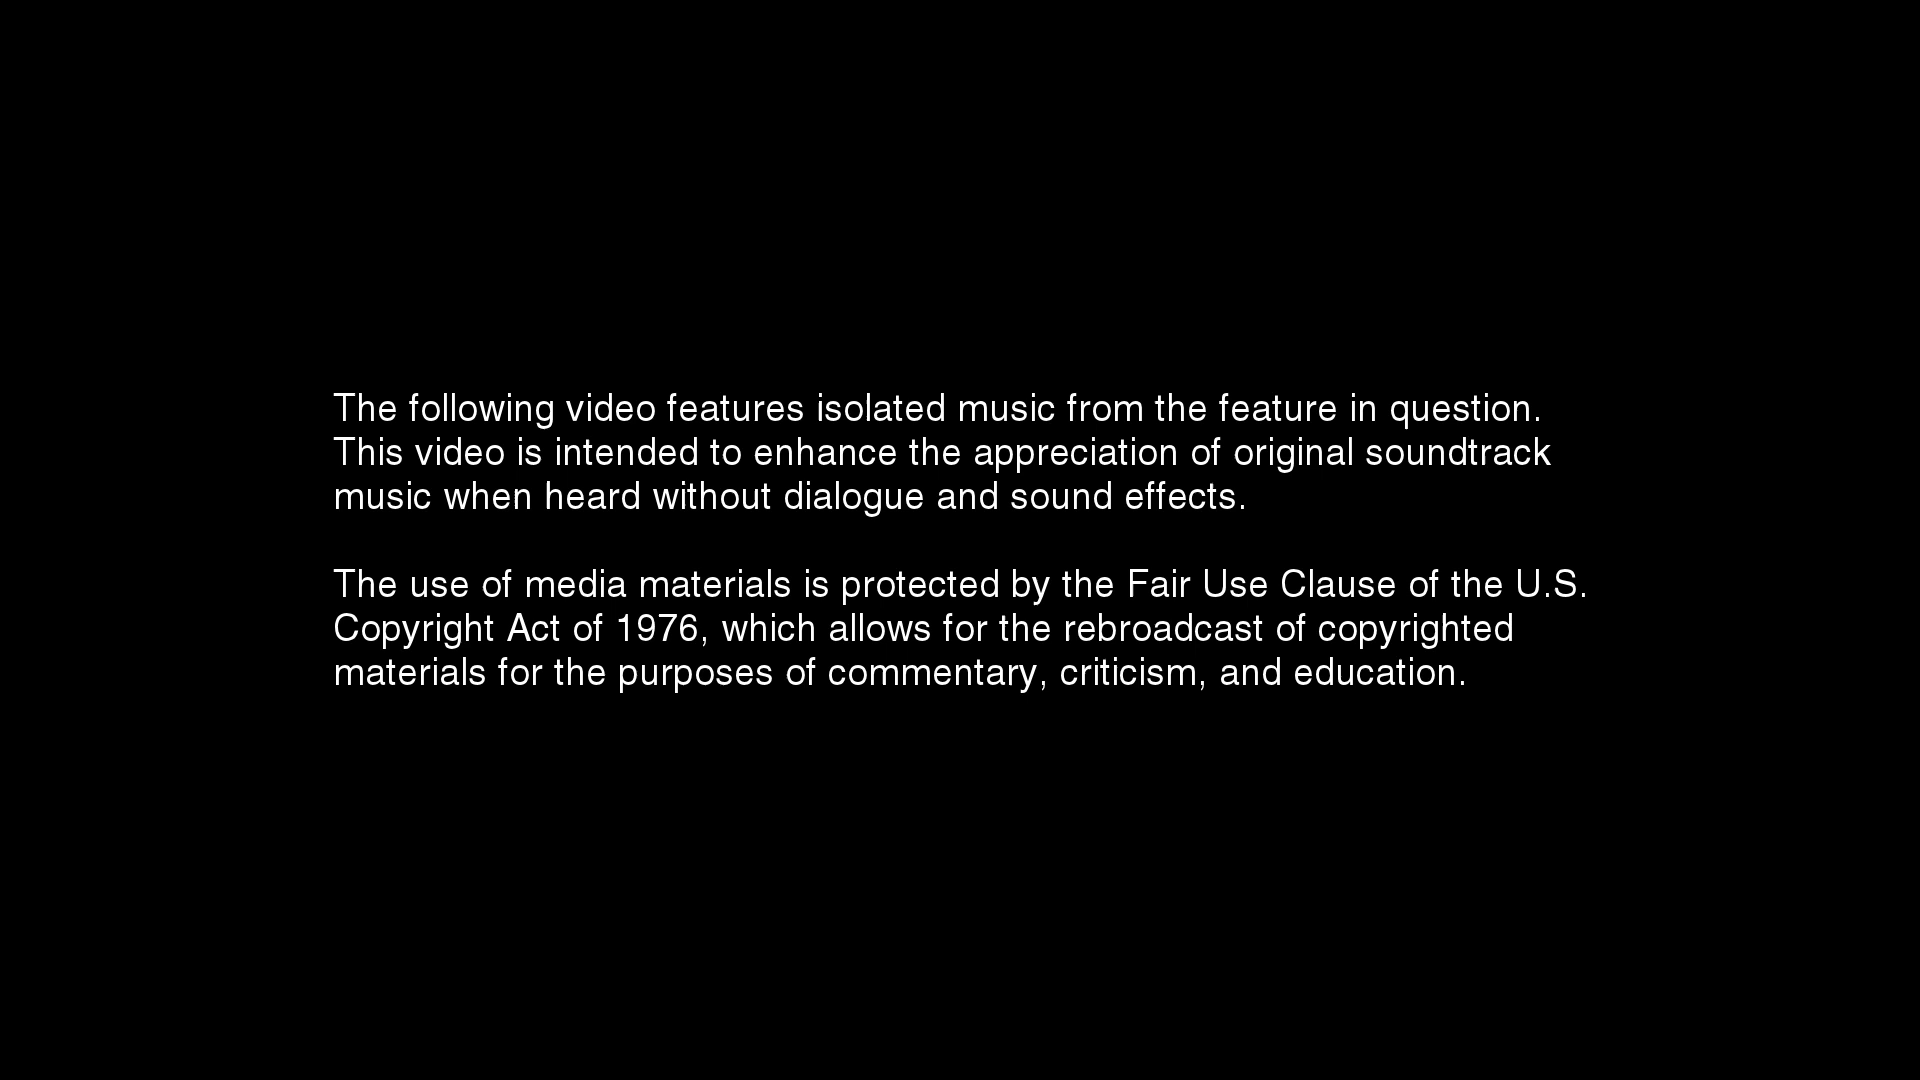 The following video features isolated music from the feature in question.
This video is intended to enhance the appreciation of original soundtrack
music when heard without dialogue and sound effects.
The use of media materials is protected by the Fair Use Clause of the U.S.
Copyright Act of 1976, which allows for the rebroadcast of copyrighted
materials for the purposes of commentary, criticism, and education.